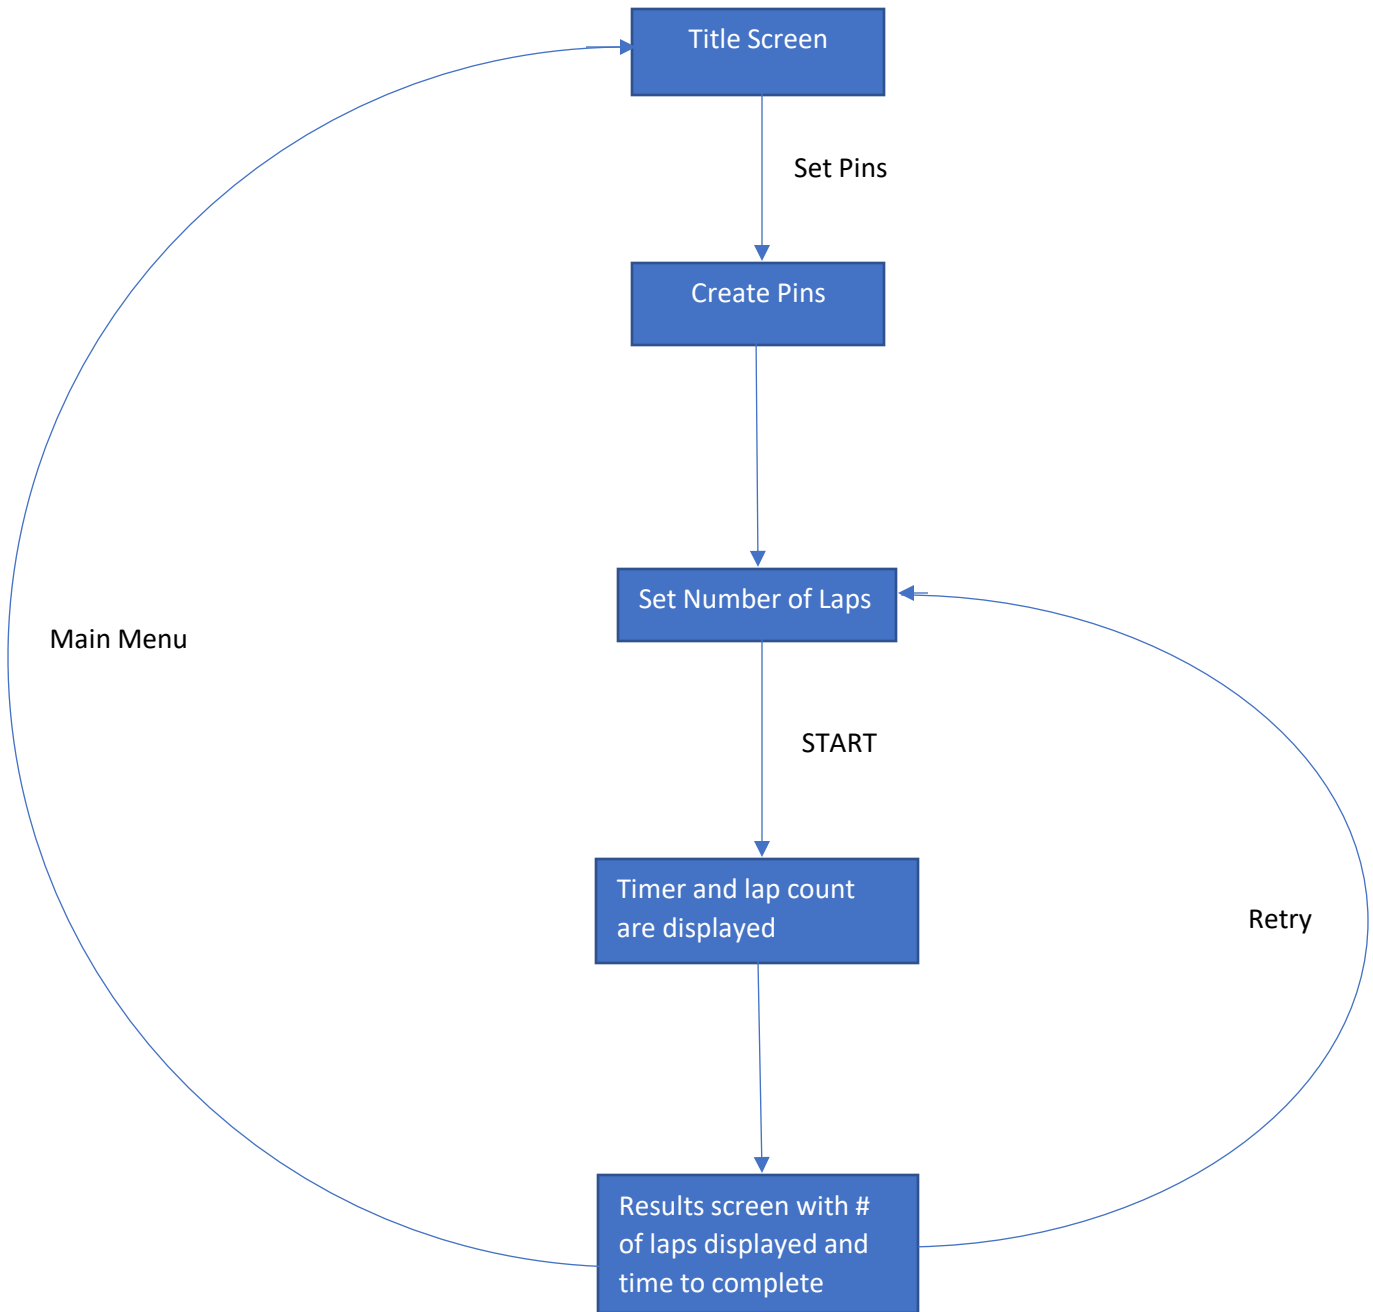 Title Screen
Set Pins
Create Pins
Set Number of Laps
Main Menu
START
Timer and lap count
are displayed
Retry
Results screen with #
of laps displayed and
time to complete